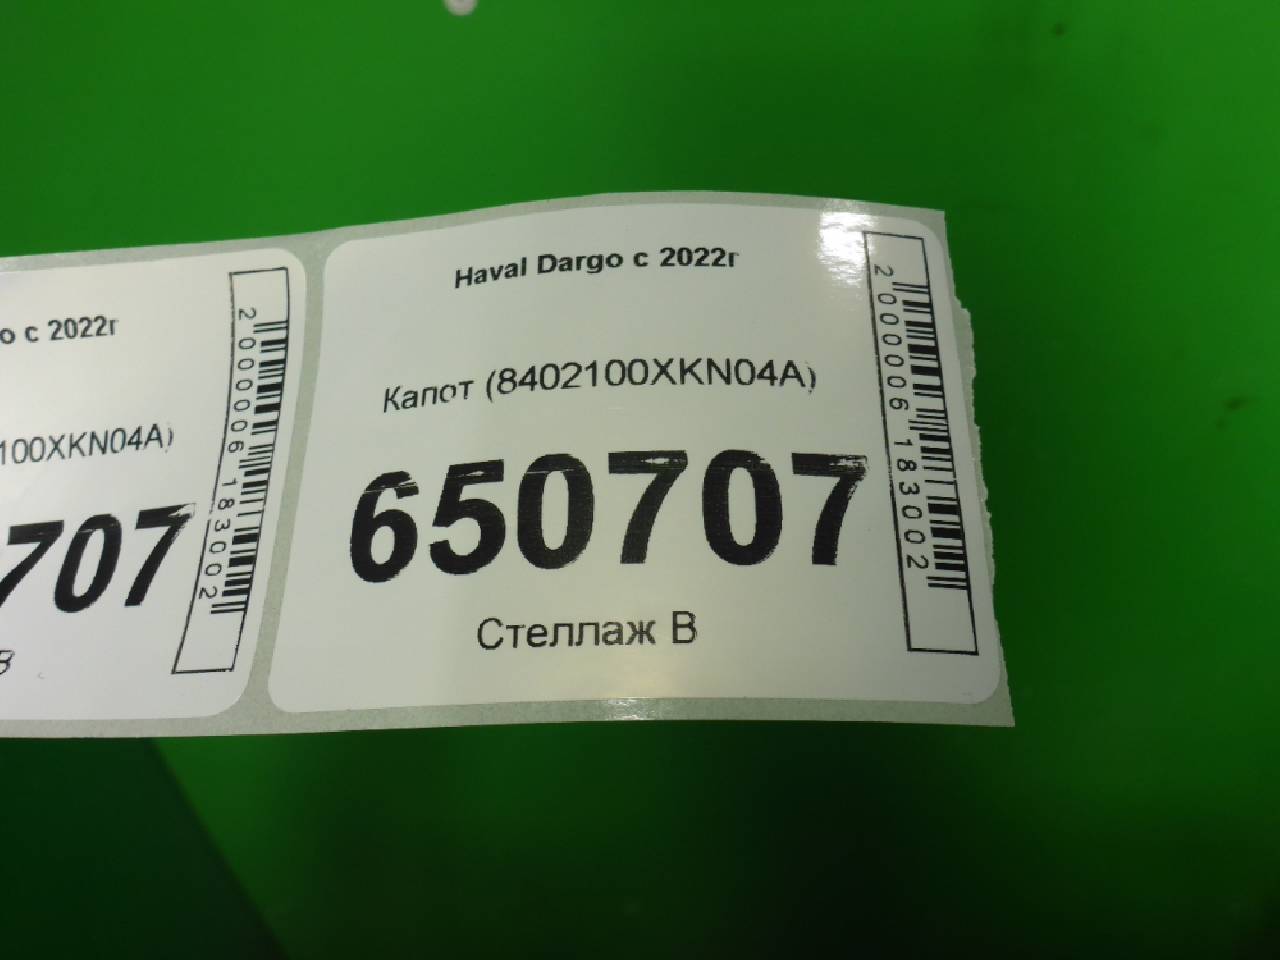 о с 2022г
100XKN04A)
707
В
2000006183002
Haval Dargo с 2022г
Капот (8402100XKN04A)
650707
Стеллаж В
2000006183002